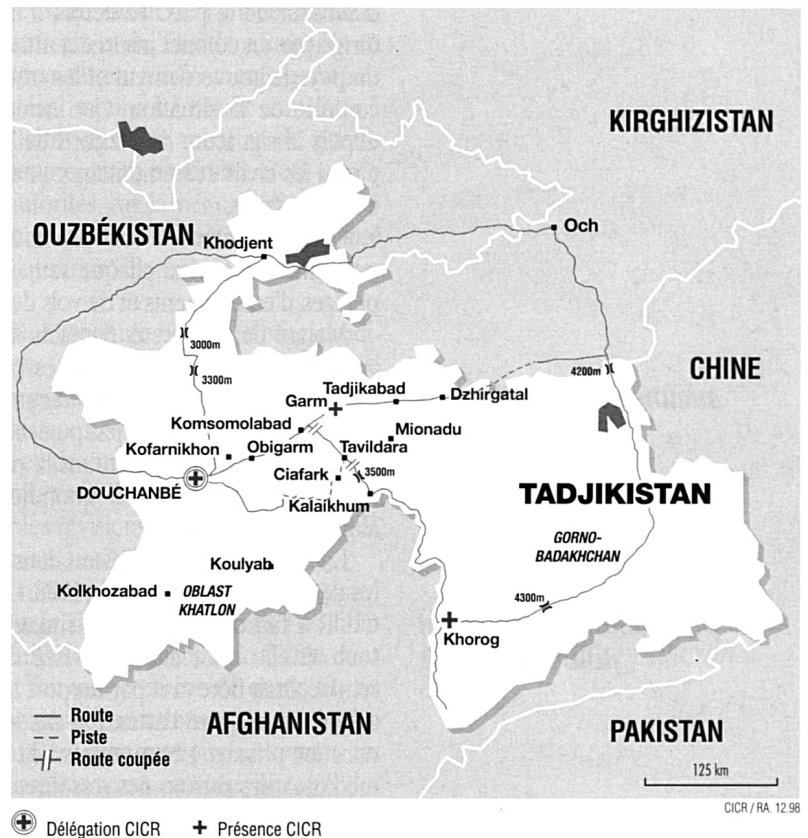 KIRGHIZISTAN
OUZBÉKISTAN
Khodjent
Och
3000m
3300m
4200m
CHINE
Tadjikabad
Dzhirgatal
Garm
Komsomolabad
Mionadu
Kofarnikhon
Obigarm
Tavildara
Ciafark
3500m
DOUCHANBÉ
Kalaikhum
TADJIKISTAN
GORNO-
BADAKHCHAN
Koulyab
Kolkhozabad
OBLAST
KHATLON
4300m
Khorog
AFGHANISTAN
PAKISTAN
Route
Piste
Route coupée
125 km
CICR / RA. 12.98
Délégation CICR
Présence CICR